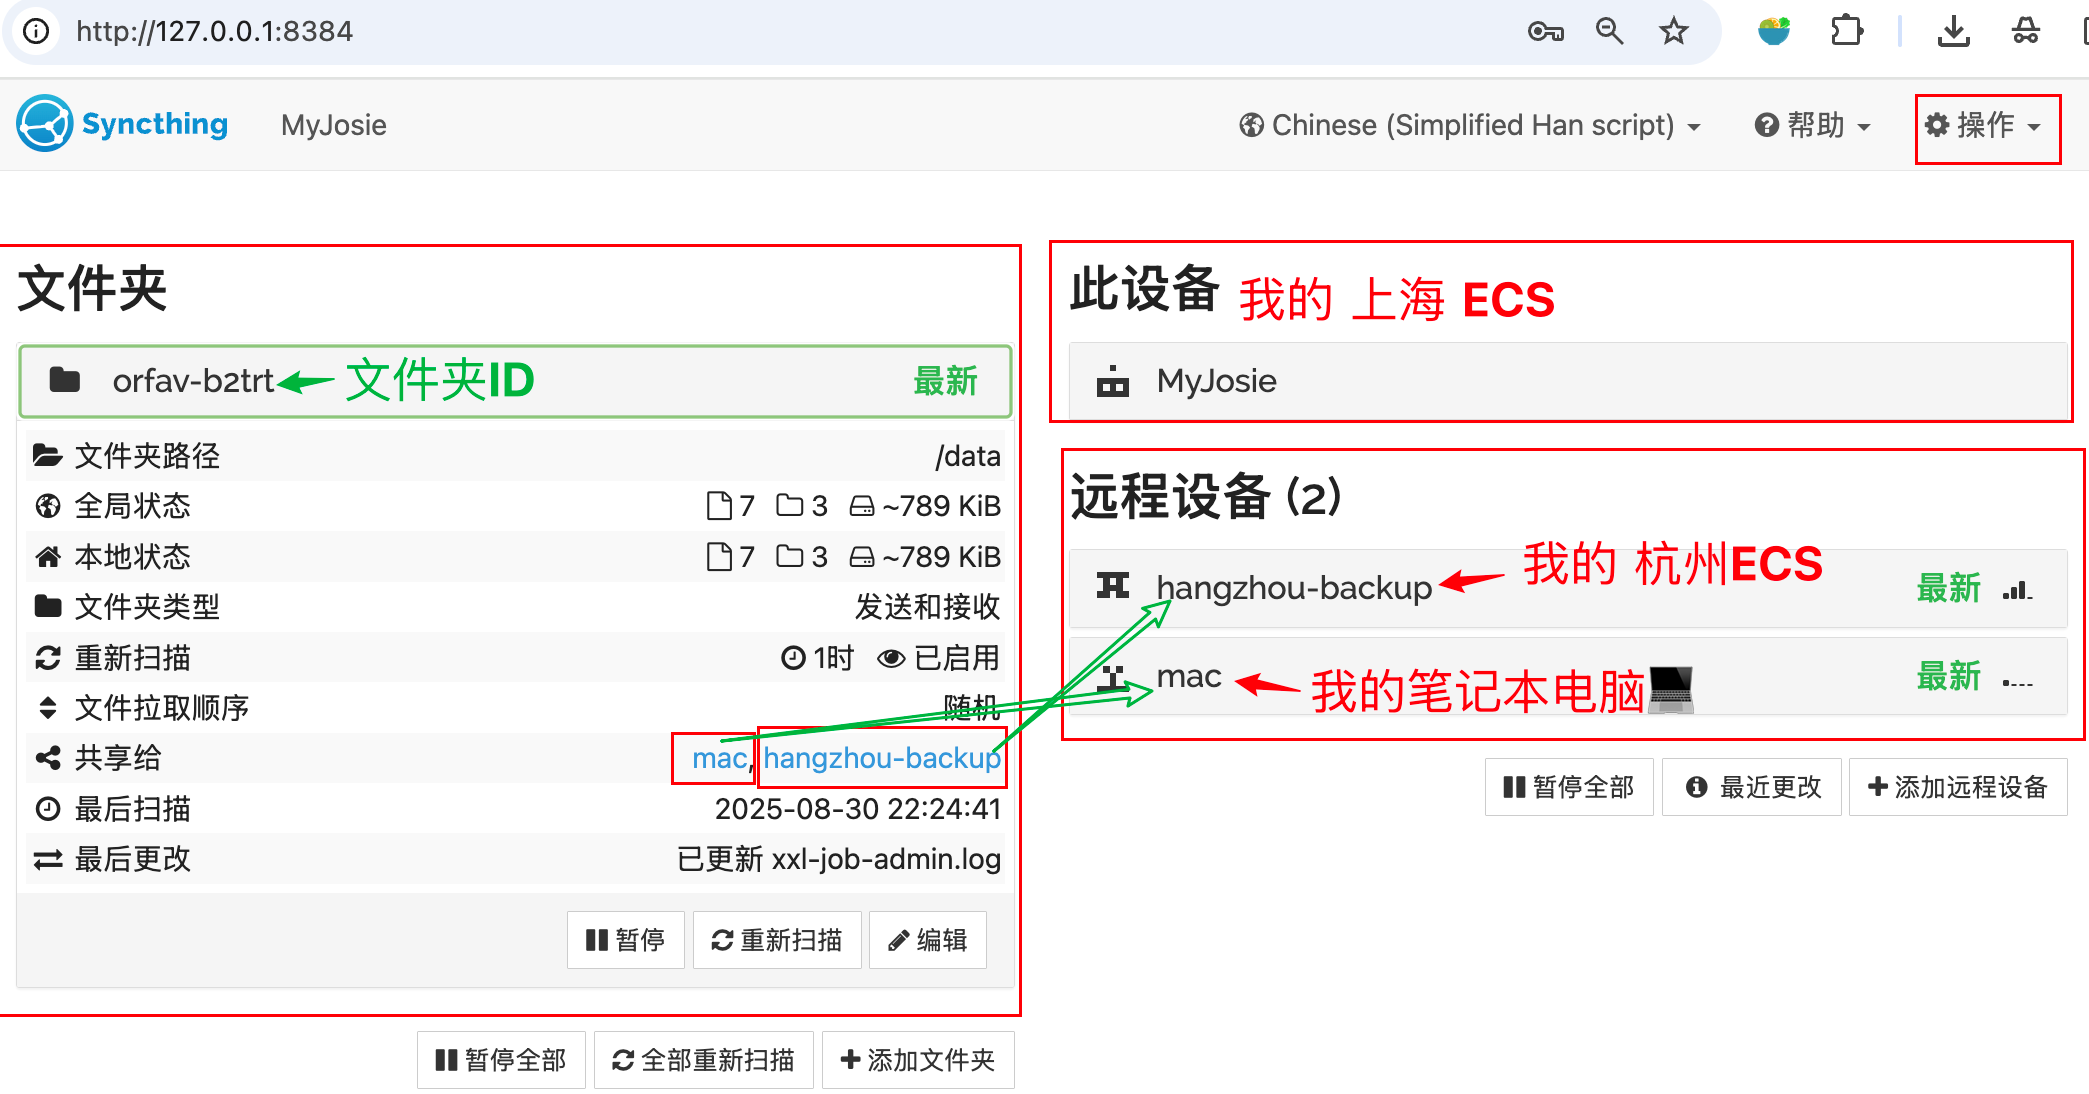 http://127.0.0.1:8384
Syncthing
MyJosie
Chinese (Simplified Han script)
帮助
操作
文件夹
orfav-b2trt
文件夹ID
最新
文件夹路径
/data
全局状态
7
3
~789 KiB
本地状态
7
3
~789 KiB
文件夹类型
发送和接收
重新扫描
1时
已启用
文件拉取顺序
随机
共享给
mac, hangzhou-backup
最后扫描
2025-08-30 22:24:41
最后更改
已更新 xxl-job-admin.log
暂停
重新扫描
编辑
暂停全部
全部重新扫描
添加文件夹
此设备
我的 上海 ECS
MyJosie
远程设备 (2)
hangzhou-backup
我的 杭州ECS
最新
mac
我的笔记本电脑
最新
暂停全部
最近更改
添加远程设备